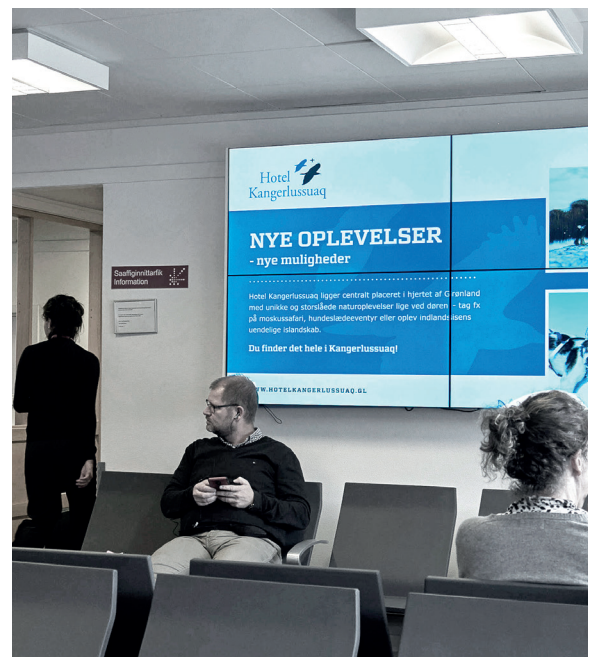 Hotel
Kangerlussuaq
NYE OPLEVELSER
- nye muligheder
Saaffiginnittarfik
Information
Hotel Kangerlussuaq ligger centralt placeret i hjertet af Grønland
med unikke og storslåede naturoplevelser lige ved døren – tag fx
på moskussafari, hundeslædeeventyr eller oplev indlandsisens
uendelige islandskab.
Du finder det hele i Kangerlussuaq!
WWW.HOTELKANGERLUSSUAQ.GL